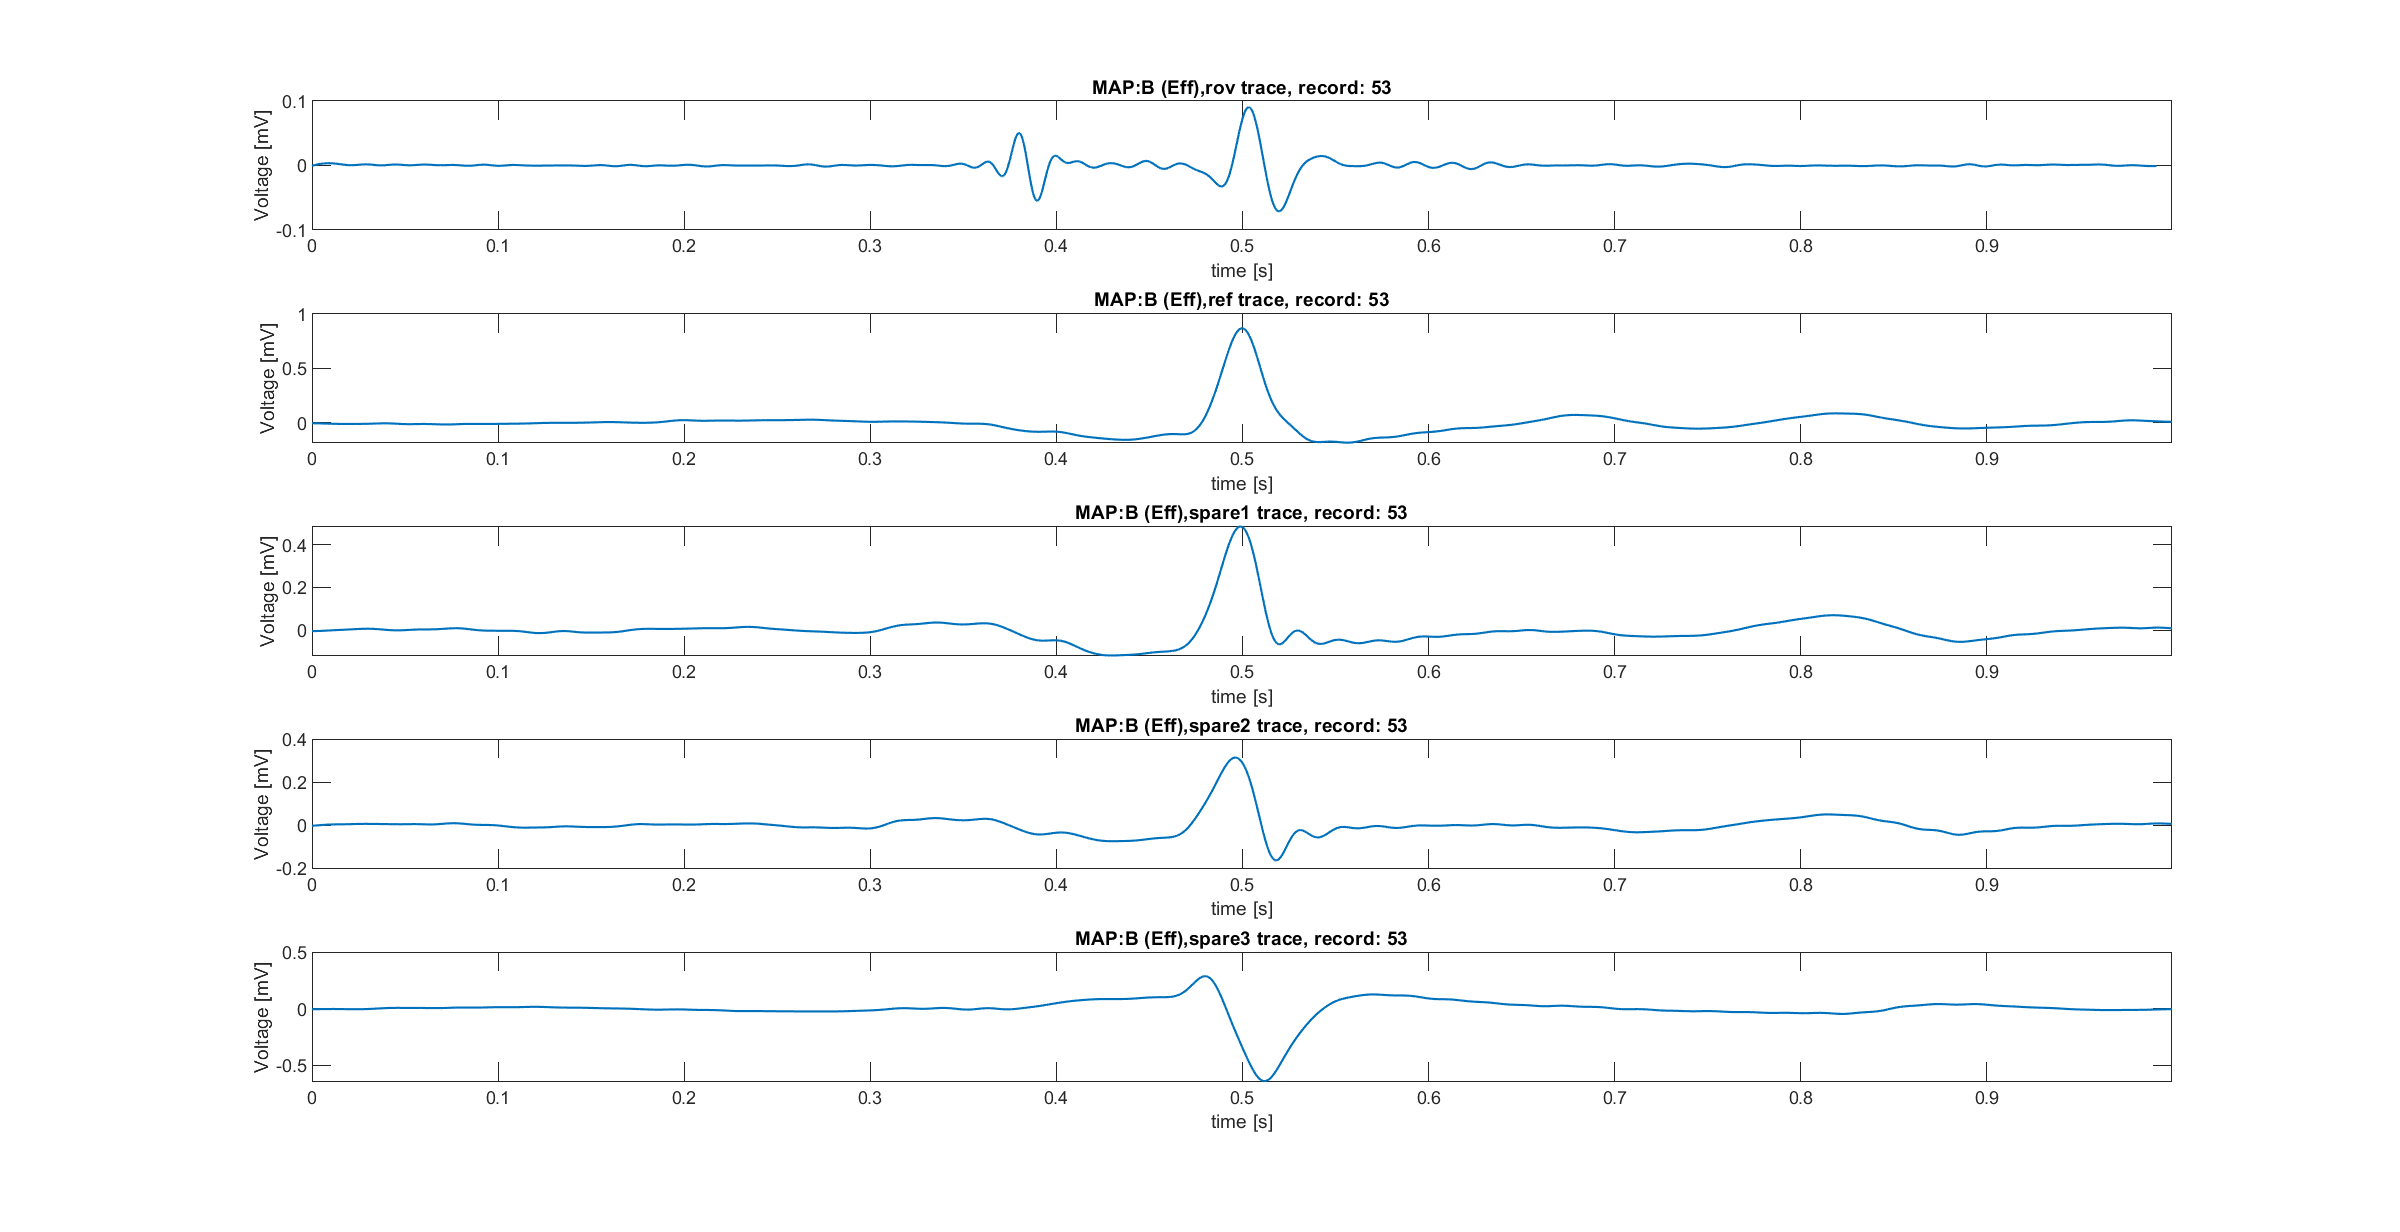 MAP:B (Eff),rov trace, record: 53
Voltage [mV]
0.1
0
-0.1
0 0.1 0.2 0.3 0.4 0.5 0.6 0.7 0.8 0.9
time [s]
MAP:B (Eff),ref trace, record: 53
Voltage [mV]
1
0.5
0
0 0.1 0.2 0.3 0.4 0.5 0.6 0.7 0.8 0.9
time [s]
MAP:B (Eff),spare1 trace, record: 53
Voltage [mV]
0.4
0.2
0
0 0.1 0.2 0.3 0.4 0.5 0.6 0.7 0.8 0.9
time [s]
MAP:B (Eff),spare2 trace, record: 53
Voltage [mV]
0.4
0.2
0
-0.2
0 0.1 0.2 0.3 0.4 0.5 0.6 0.7 0.8 0.9
time [s]
MAP:B (Eff),spare3 trace, record: 53
Voltage [mV]
0.5
0
-0.5
0 0.1 0.2 0.3 0.4 0.5 0.6 0.7 0.8 0.9
time [s]